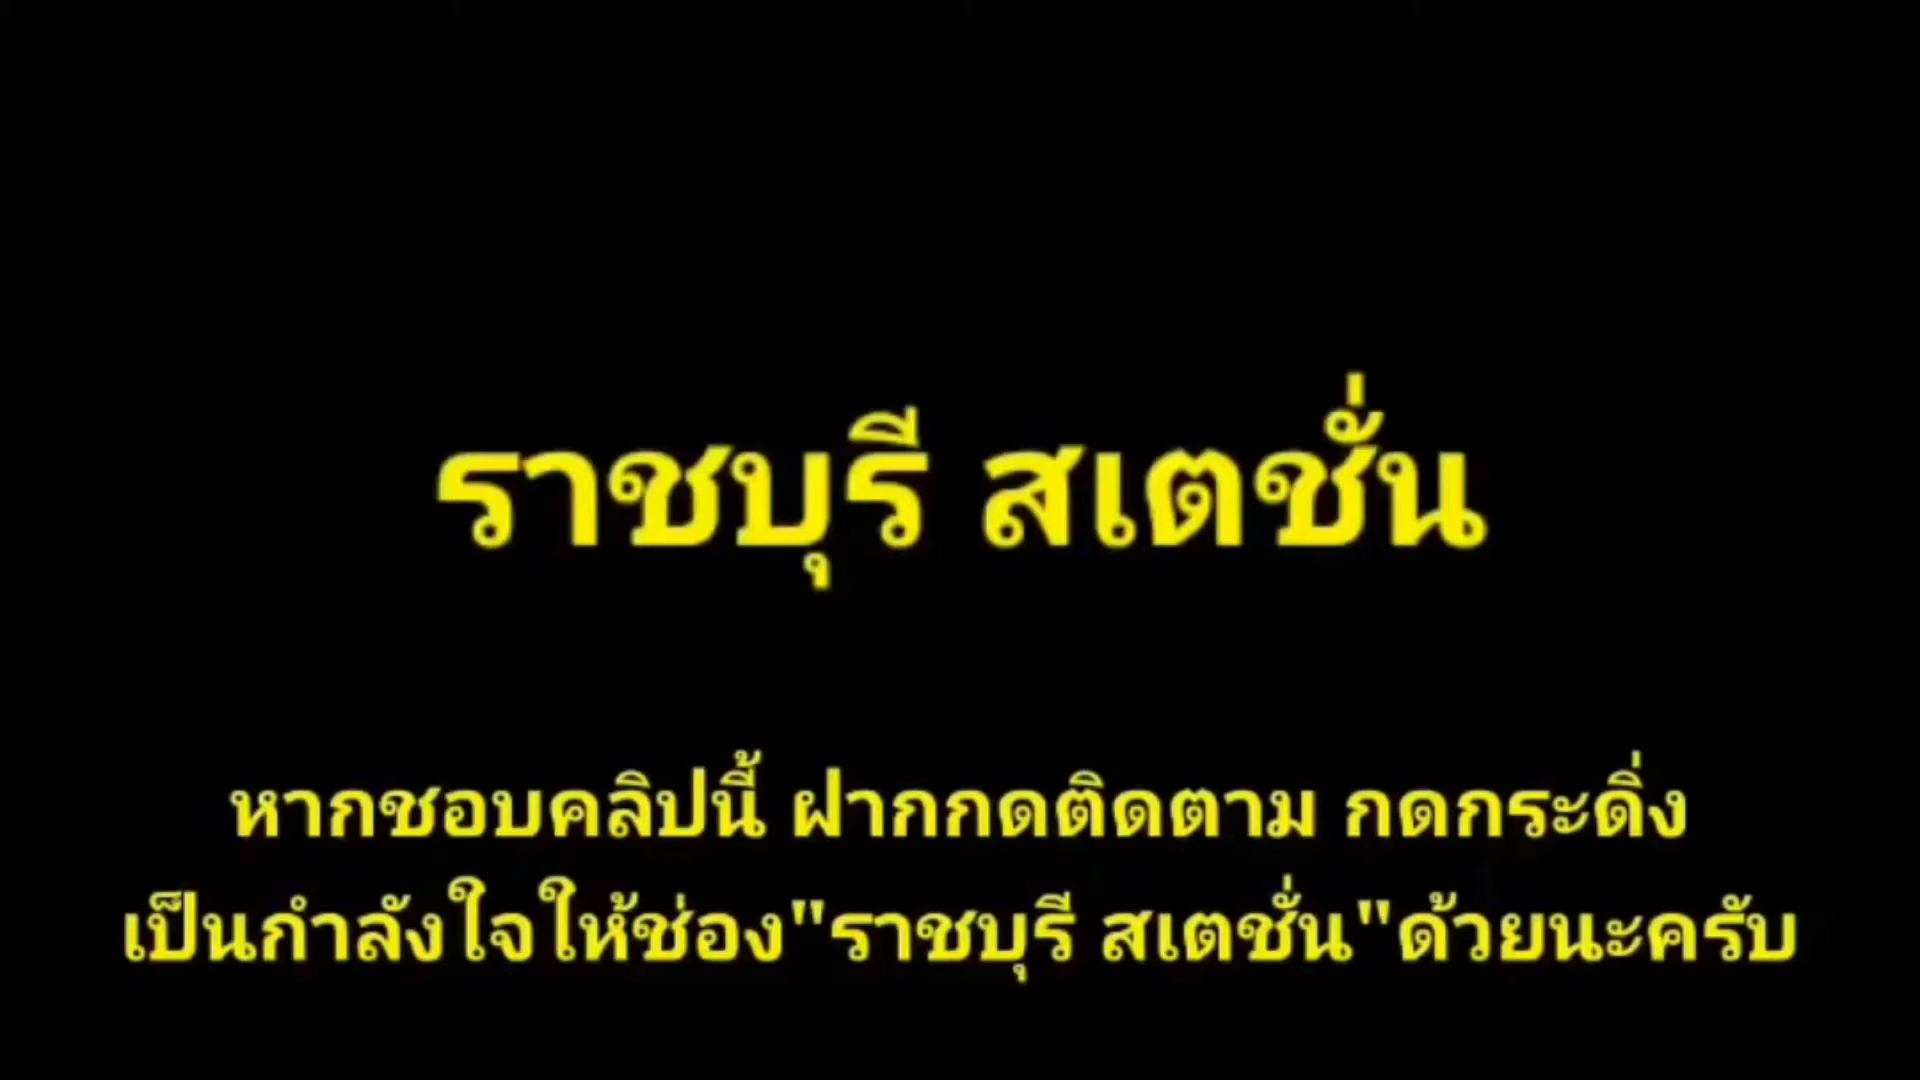 ราชบุรี สเตชั่น
หากชอบคลิปนี้ ฝากกดติดตาม กดกระดิ่ง
เป็นกำลังใจให้ช่อง"ราชบุรี สเตชั่น"ด้วยนะครับ